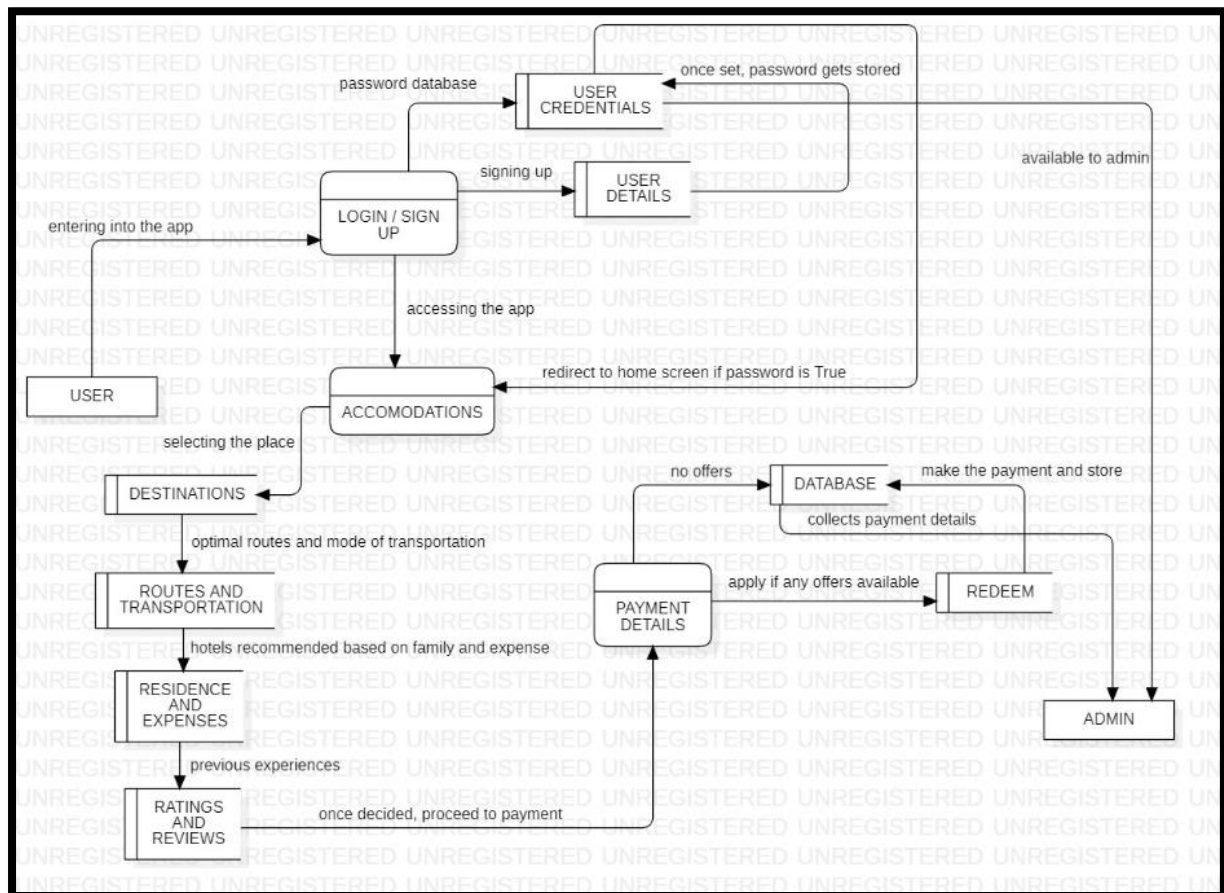 password database
USER
CREDENTIALS
once set, password gets stored
available to admin
signing up
USER
DETAILS
LOGIN / SIGN
UP
entering into the app
accessing the app
USER
redirect to home screen if password is True
ACCOMODATIONS
selecting the place
DESTINATIONS
no offers
DATABASE
make the payment and store
collects payment details
optimal routes and mode of transportation
ROUTES AND
TRANSPORTATION
PAYMENT
DETAILS
apply if any offers available
REDEEM
hotels recommended based on family and expense
RESIDENCE
AND
EXPENSES
ADMIN
previous experiences
RATINGS
AND
REVIEWS
once decided, proceed to payment
UNREGISTERED